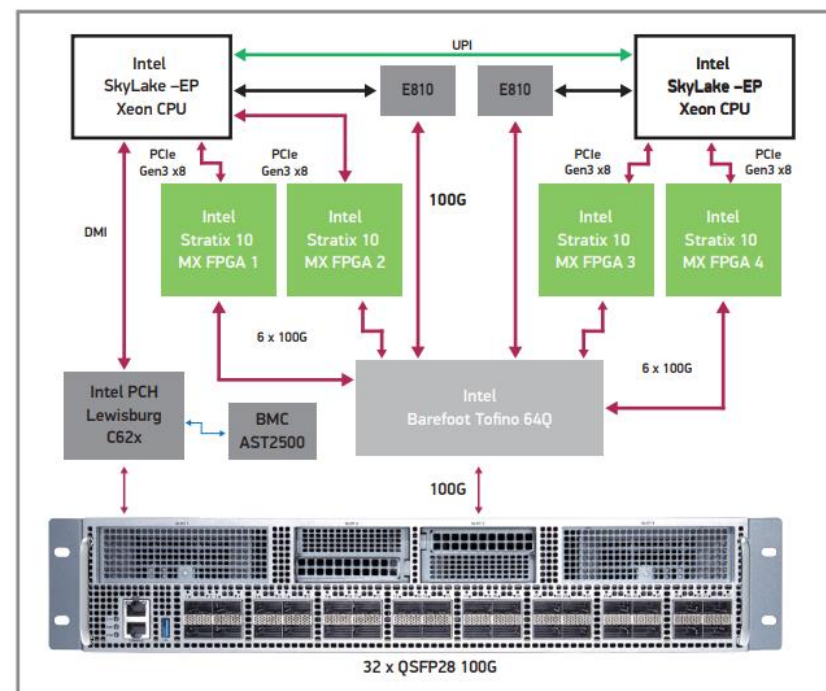 UPI
Intel
SkyLake –EP
Xeon CPU
E810
E810
Intel
SkyLake –EP
Xeon CPU
PCIe
Gen3 x8
PCIe
Gen3 x8
PCIe
Gen3 x8
PCIe
Gen3 x8
DMI
100G
Intel
Stratix 10
MX FPGA 1
Intel
Stratix 10
MX FPGA 2
Intel
Stratix 10
MX FPGA 3
Intel
Stratix 10
MX FPGA 4
6 x 100G
6 x 100G
Intel PCH
Lewisburg
C62x
BMC
AST2500
Intel
Barefoot Tofino 64Q
100G
32 x QSFP28 100G